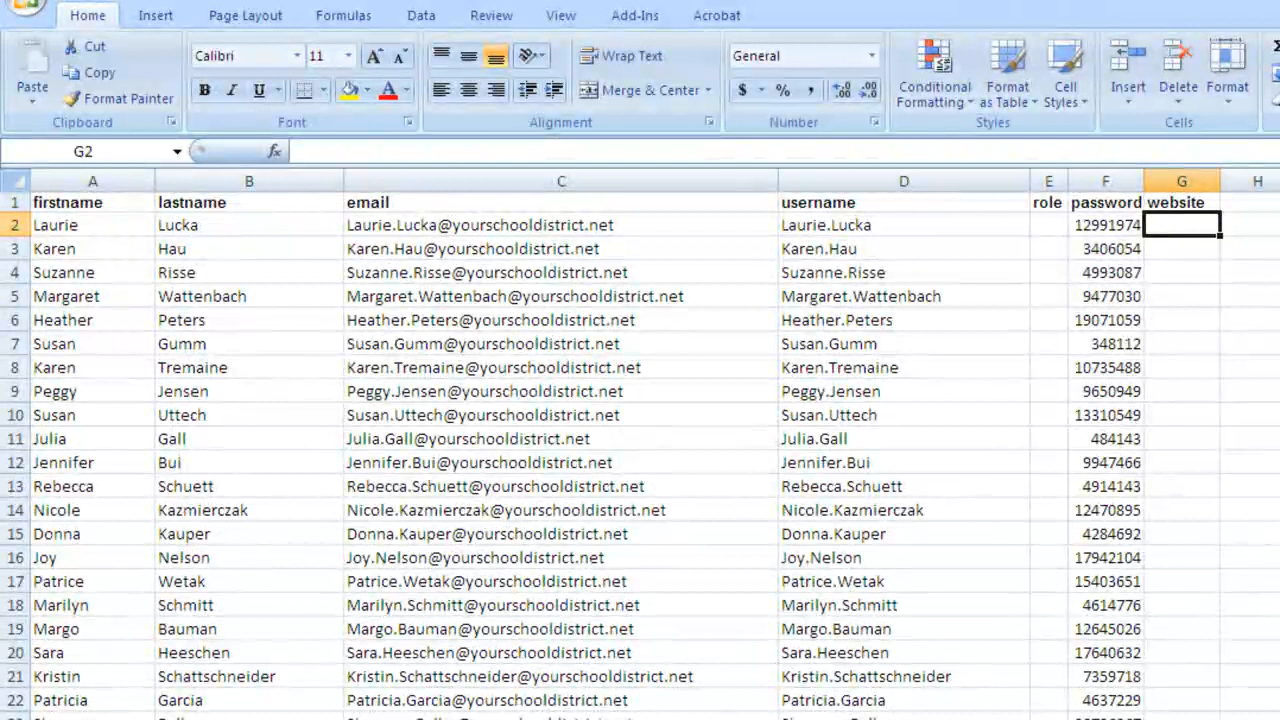 Home Insert Page Layout Formulas Data Review View Add-Ins Acrobat
Cut
Copy
Format Painter
Paste
Clipboard
Calibri 11 A A
B I U A
Font
Wrap Text
Merge & Center
Alignment
General
$ % , .00 .0
Number
Conditional Formatting
Format as Table
Cell Styles
Styles
Insert Delete Format
Cells
G2 fx
A B C D E F G H
1 firstname lastname email username role password website
2 Laurie Lucka Laurie.Lucka@yourschooldistrict.net Laurie.Lucka 12991974
3 Karen Hau Karen.Hau@yourschooldistrict.net Karen.Hau 3406054
4 Suzanne Risse Suzanne.Risse@yourschooldistrict.net Suzanne.Risse 4993087
5 Margaret Wattenbach Margaret.Wattenbach@yourschooldistrict.net Margaret.Wattenbach 9477030
6 Heather Peters Heather.Peters@yourschooldistrict.net Heather.Peters 19071059
7 Susan Gumm Susan.Gumm@yourschooldistrict.net Susan.Gumm 348112
8 Karen Tremaine Karen.Tremaine@yourschooldistrict.net Karen.Tremaine 10735488
9 Peggy Jensen Peggy.Jensen@yourschooldistrict.net Peggy.Jensen 9650949
10 Susan Uttech Susan.Uttech@yourschooldistrict.net Susan.Uttech 13310549
11 Julia Gall Julia.Gall@yourschooldistrict.net Julia.Gall 484143
12 Jennifer Bui Jennifer.Bui@yourschooldistrict.net Jennifer.Bui 9947466
13 Rebecca Schuett Rebecca.Schuett@yourschooldistrict.net Rebecca.Schuett 4914143
14 Nicole Kazmierczak Nicole.Kazmierczak@yourschooldistrict.net Nicole.Kazmierczak 12470895
15 Donna Kauper Donna.Kauper@yourschooldistrict.net Donna.Kauper 4284692
16 Joy Nelson Joy.Nelson@yourschooldistrict.net Joy.Nelson 17942104
17 Patrice Wetak Patrice.Wetak@yourschooldistrict.net Patrice.Wetak 15403651
18 Marilyn Schmitt Marilyn.Schmitt@yourschooldistrict.net Marilyn.Schmitt 4614776
19 Margo Bauman Margo.Bauman@yourschooldistrict.net Margo.Bauman 12645026
20 Sara Heeschen Sara.Heeschen@yourschooldistrict.net Sara.Heeschen 17640632
21 Kristin Schattschneider Kristin.Schattschneider@yourschooldistrict.net Kristin.Schattschneider 7359718
22 Patricia Garcia Patricia.Garcia@yourschooldistrict.net Patricia.Garcia 4637229